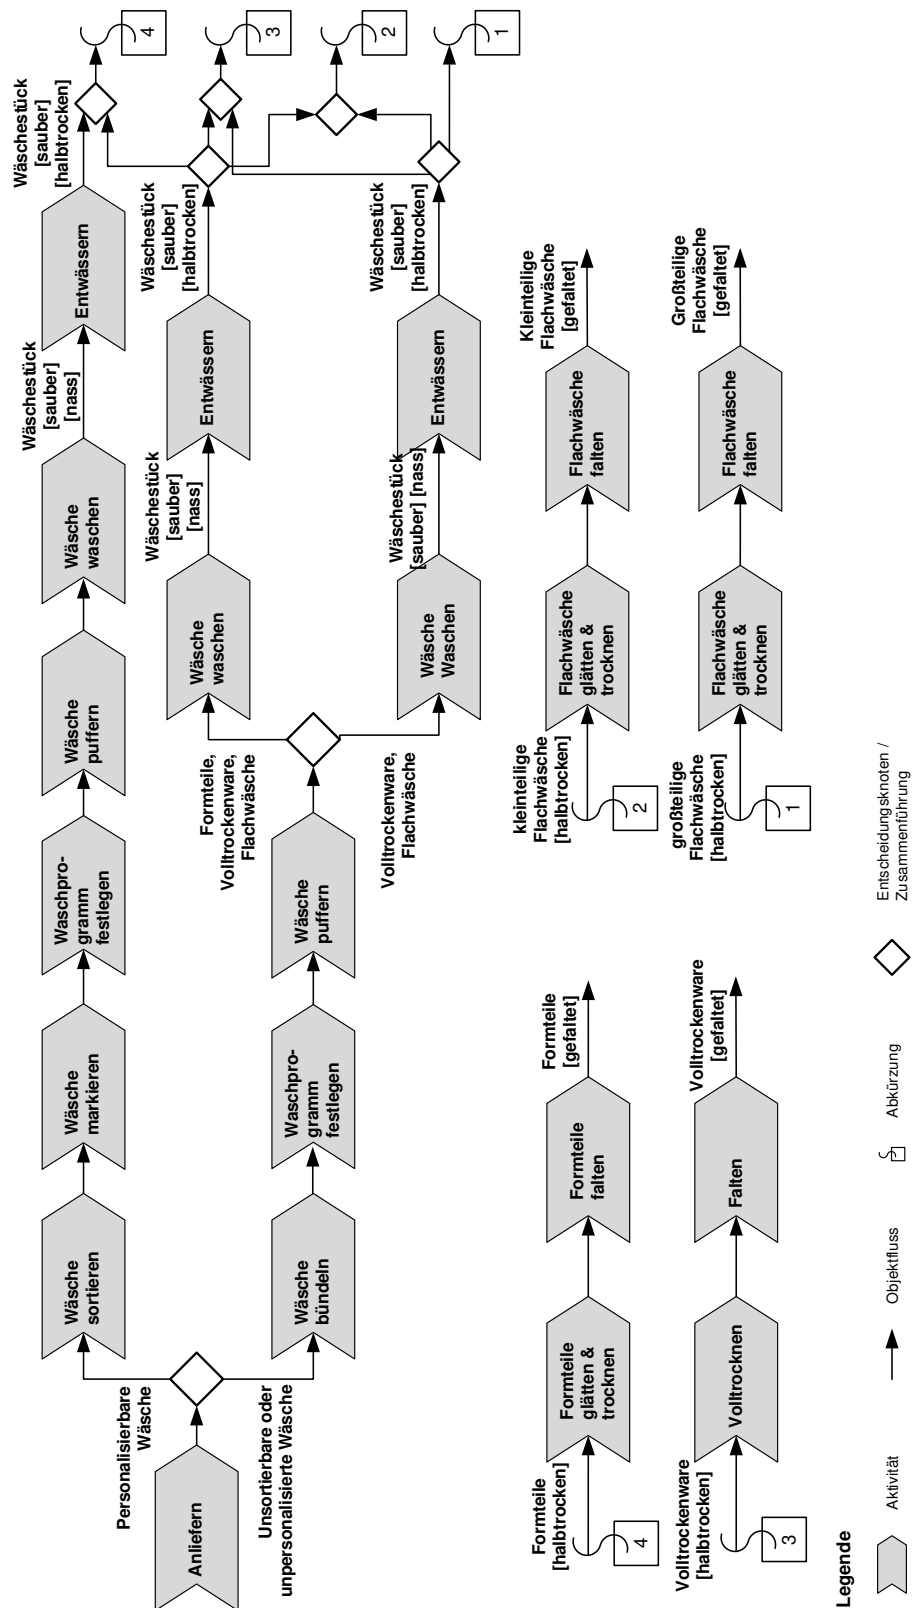 Anliefern
Personalisierbare
Wäsche
Unsortierbare oder
unpersonalisierte Wäsche
Wäsche
sortieren
Wäsche
markieren
Waschpro-
gramm
festlegen
Wäsche
puffern
Wäsche
waschen
Wäschestück
[sauber]
[nass]
Entwässern
Wäschestück
[sauber]
[halbtrocken]
4
Wäsche
bündeln
Waschpro-
gramm
festlegen
Wäsche
puffern
Formteile,
Volltrockenware,
Flachwäsche
Wäsche
waschen
Wäschestück
[sauber]
[nass]
Entwässern
Wäschestück
[sauber]
[halbtrocken]
3
2
Volltrockenware,
Flachwäsche
Wäsche
Waschen
Wäschestück
[sauber] [nass]
Entwässern
Wäschestück
[sauber]
[halbtrocken]
1
Formteile
[halbtrocken]
4
Formteile
glätten &
trocknen
Formteile
falten
Formteile
[gefaltet]
kleinteilige
Flachwäsche
[halbtrocken]
2
Flachwäsche
glätten &
trocknen
Flachwäsche
falten
Kleinteilige
Flachwäsche
[gefaltet]
Volltrockenware
[halbtrocken]
3
Volltrocknen
Falten
Volltrockenware
[gefaltet]
großteilige
Flachwäsche
[halbtrocken]
1
Flachwäsche
glätten &
trocknen
Flachwäsche
falten
Großteilige
Flachwäsche
[gefaltet]
Legende
Aktivität
Objektfluss
Abkürzung
Entscheidungsknoten /
Zusammenführung